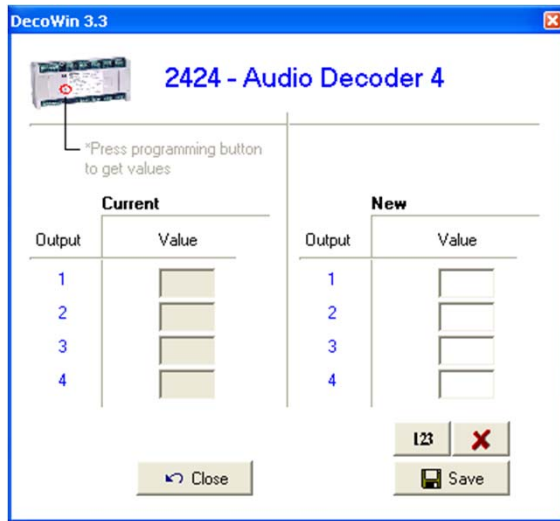 DecoWin 3.3
2424 - Audio Decoder 4
*Press programming button
to get values
Current New
Output Value Output Value
1 1
2 2
3 3
4 4
123
Close Save